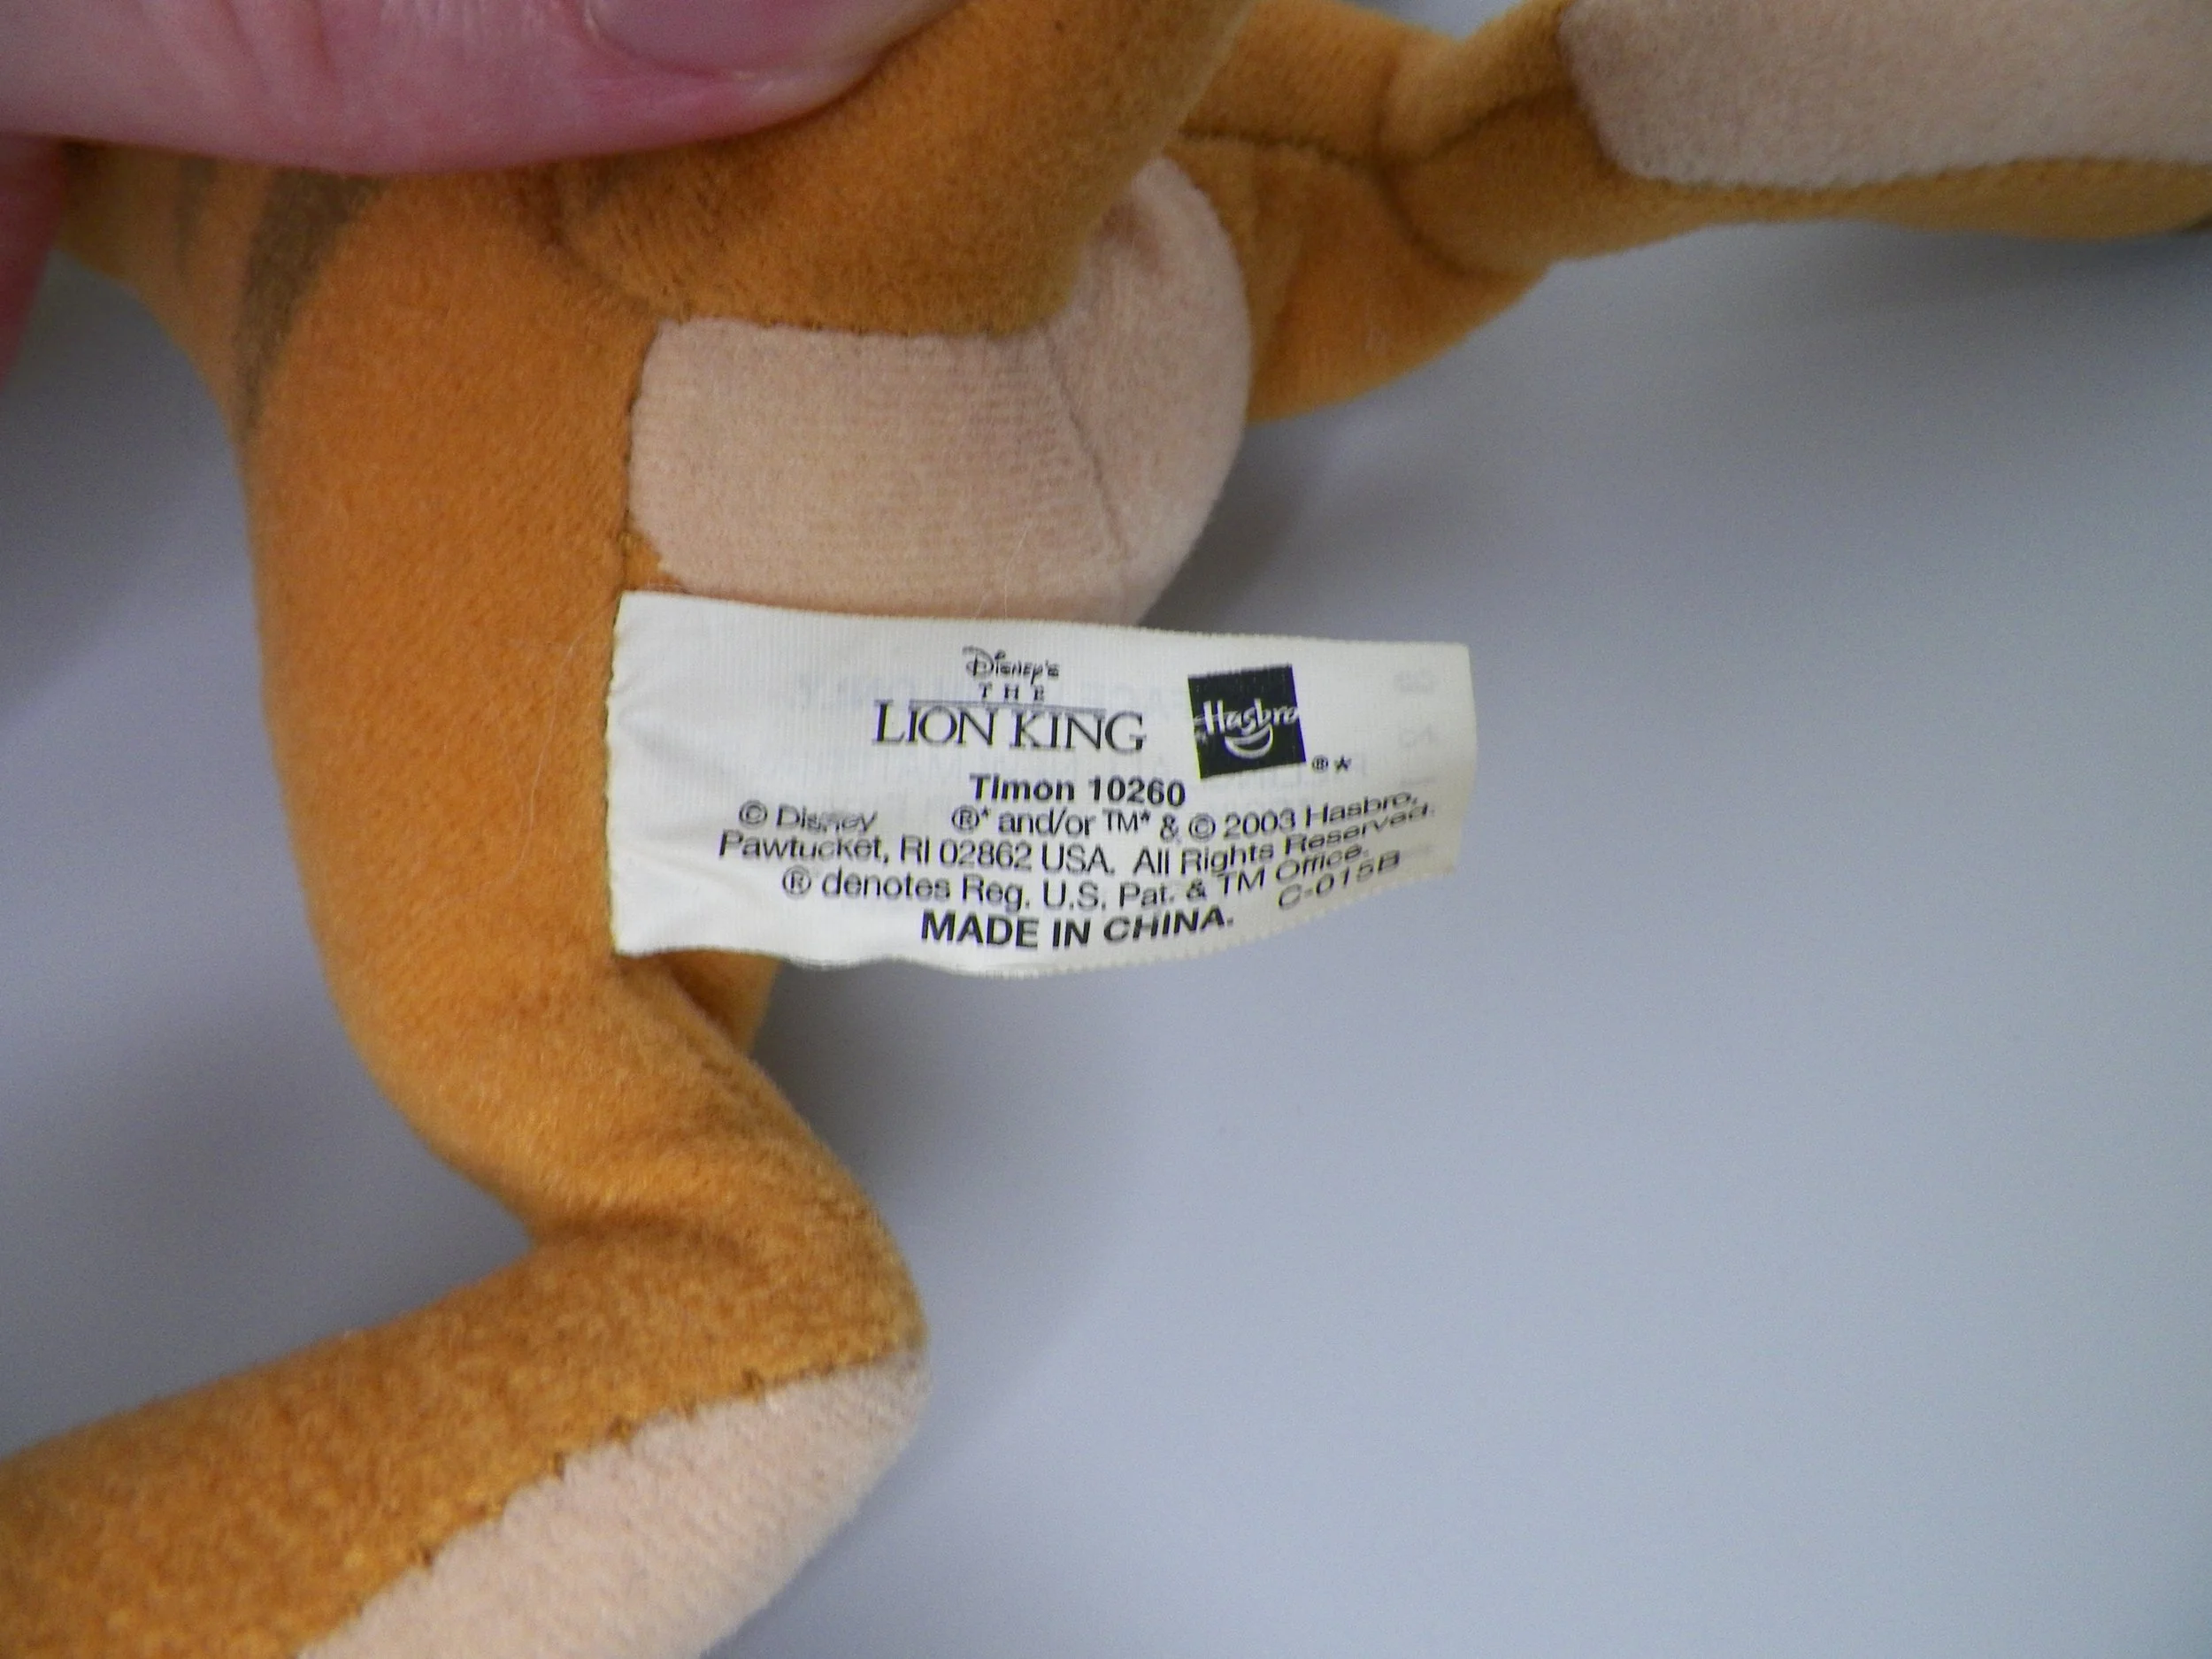 Disney's
THE
LION KING
Hasbro
®*
Timon 10260
© Disney ®* and/or TM* & © 2003 Hasbro,
Pawtucket, RI 02862 USA. All Rights Reserved.
® denotes Reg. U.S. Pat. & TM Office.
C-015B
MADE IN CHINA.